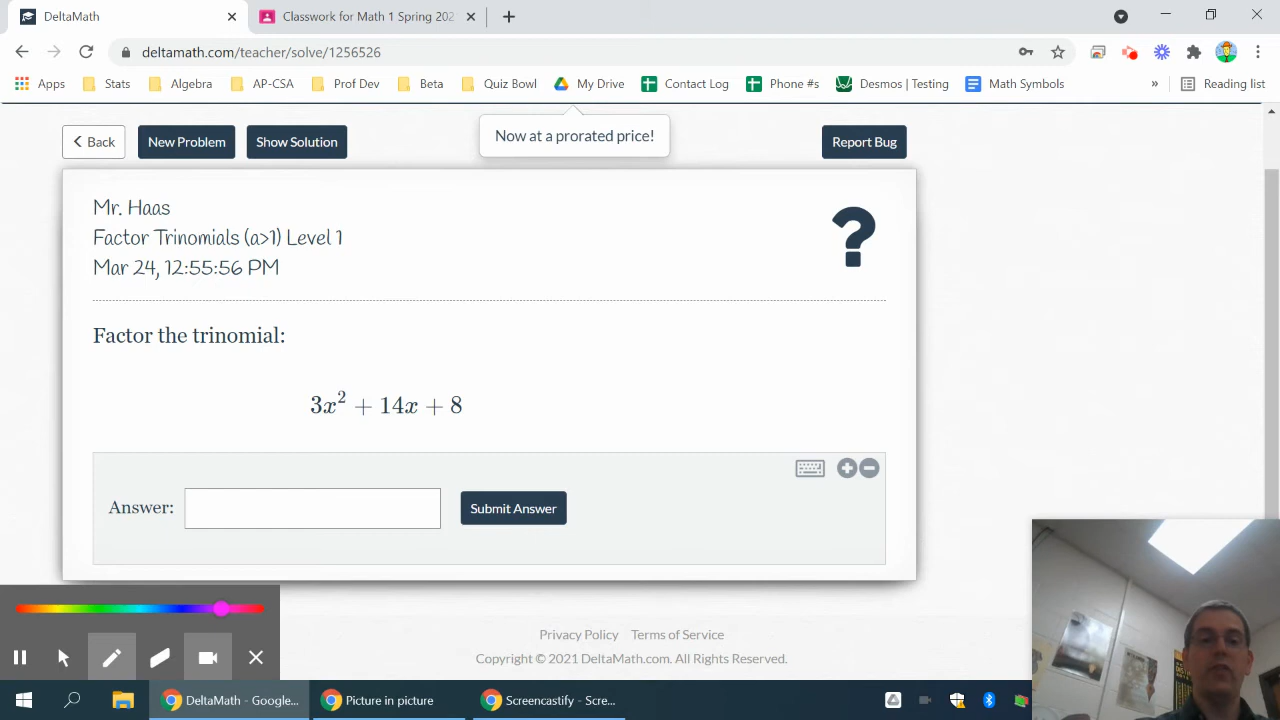 DeltaMath
Classwork for Math 1 Spring 202
deltamath.com/teacher/solve/1256526
Apps Stats Algebra AP-CSA Prof Dev Beta Quiz Bowl My Drive Contact Log Phone #s Desmos | Testing Math Symbols » Reading list
Now at a prorated price!
Back New Problem Show Solution Report Bug
Mr. Haas
Factor Trinomials (a>1) Level 1
Mar 24, 12:55:56 PM
?
Factor the trinomial:
3x² + 14x + 8
Answer: Submit Answer
Privacy Policy Terms of Service
Copyright © 2021 DeltaMath.com. All Rights Reserved.
DeltaMath - Google... Picture in picture Screencastify - Scre...